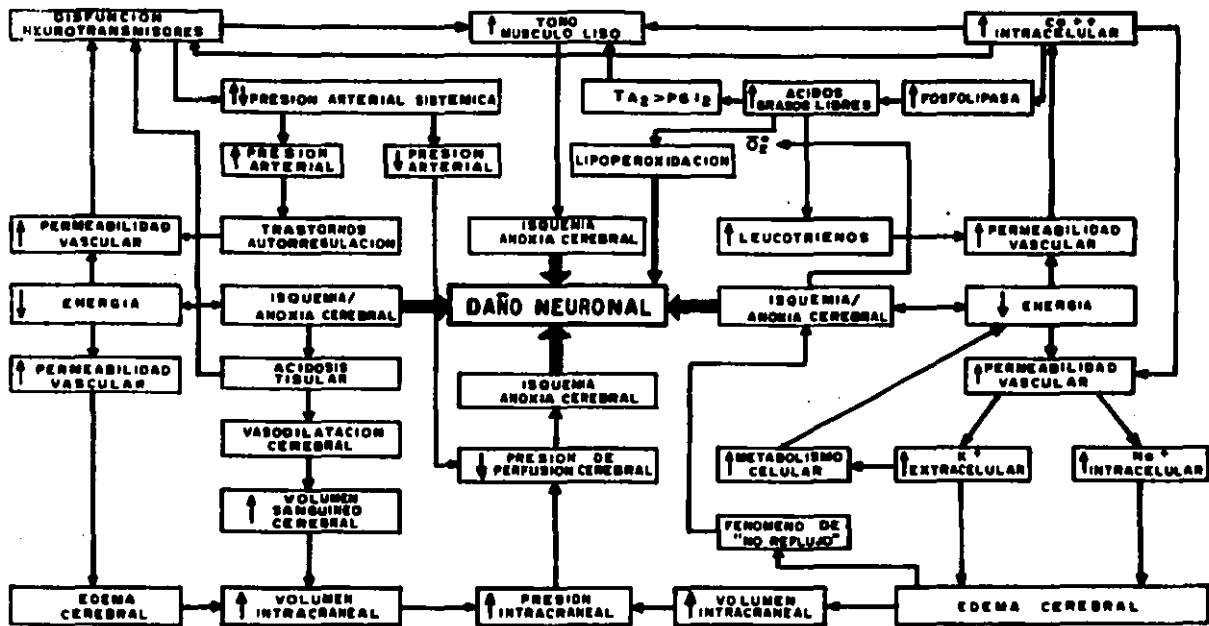 DISFUNCIÓN
NEUROTRANSMISORES
↑ TONO
MUSCULO LISO
↑ Ca++
INTRACELULAR
↑↓ PRESION ARTERIAL SISTEMICA
TA2>PGI2
↑ ACIDOS
GRASOS LIBRES
↑ FOSFOLIPASA
↑ PRESION
ARTERIAL
↓ PRESION
ARTERIAL
LIPOPEROXIDACION
↑ PERMEABILIDAD
VASCULAR
TRASTORNOS
AUTORREGULACION
ISQUEMIA
ANOXIA CEREBRAL
↑ LEUCOTRIENOS
↑ PERMEABILIDAD
VASCULAR
↓ ENERGIA
ISQUEMIA/
ANOXIA CEREBRAL
DAÑO NEURONAL
ISQUEMIA/
ANOXIA CEREBRAL
↓ ENERGIA
↑ PERMEABILIDAD
VASCULAR
ACIDOSIS
TISULAR
ISQUEMIA
ANOXIA CEREBRAL
↑ PERMEABILIDAD
VASCULAR
VASODILATACION
CEREBRAL
↓ PRESION DE
PERFUSION CEREBRAL
↑ METABOLISMO
CELULAR
↑ K+
EXTRACELULAR
↑ Na+
INTRACELULAR
↑ VOLUMEN
SANGUINEO
CEREBRAL
FENOMENO DE
"NO REFLUJO"
EDEMA
CEREBRAL
↑ VOLUMEN
INTRACRANEAL
↑ PRESION
INTRACRANEAL
↑ VOLUMEN
INTRACRANEAL
EDEMA CEREBRAL